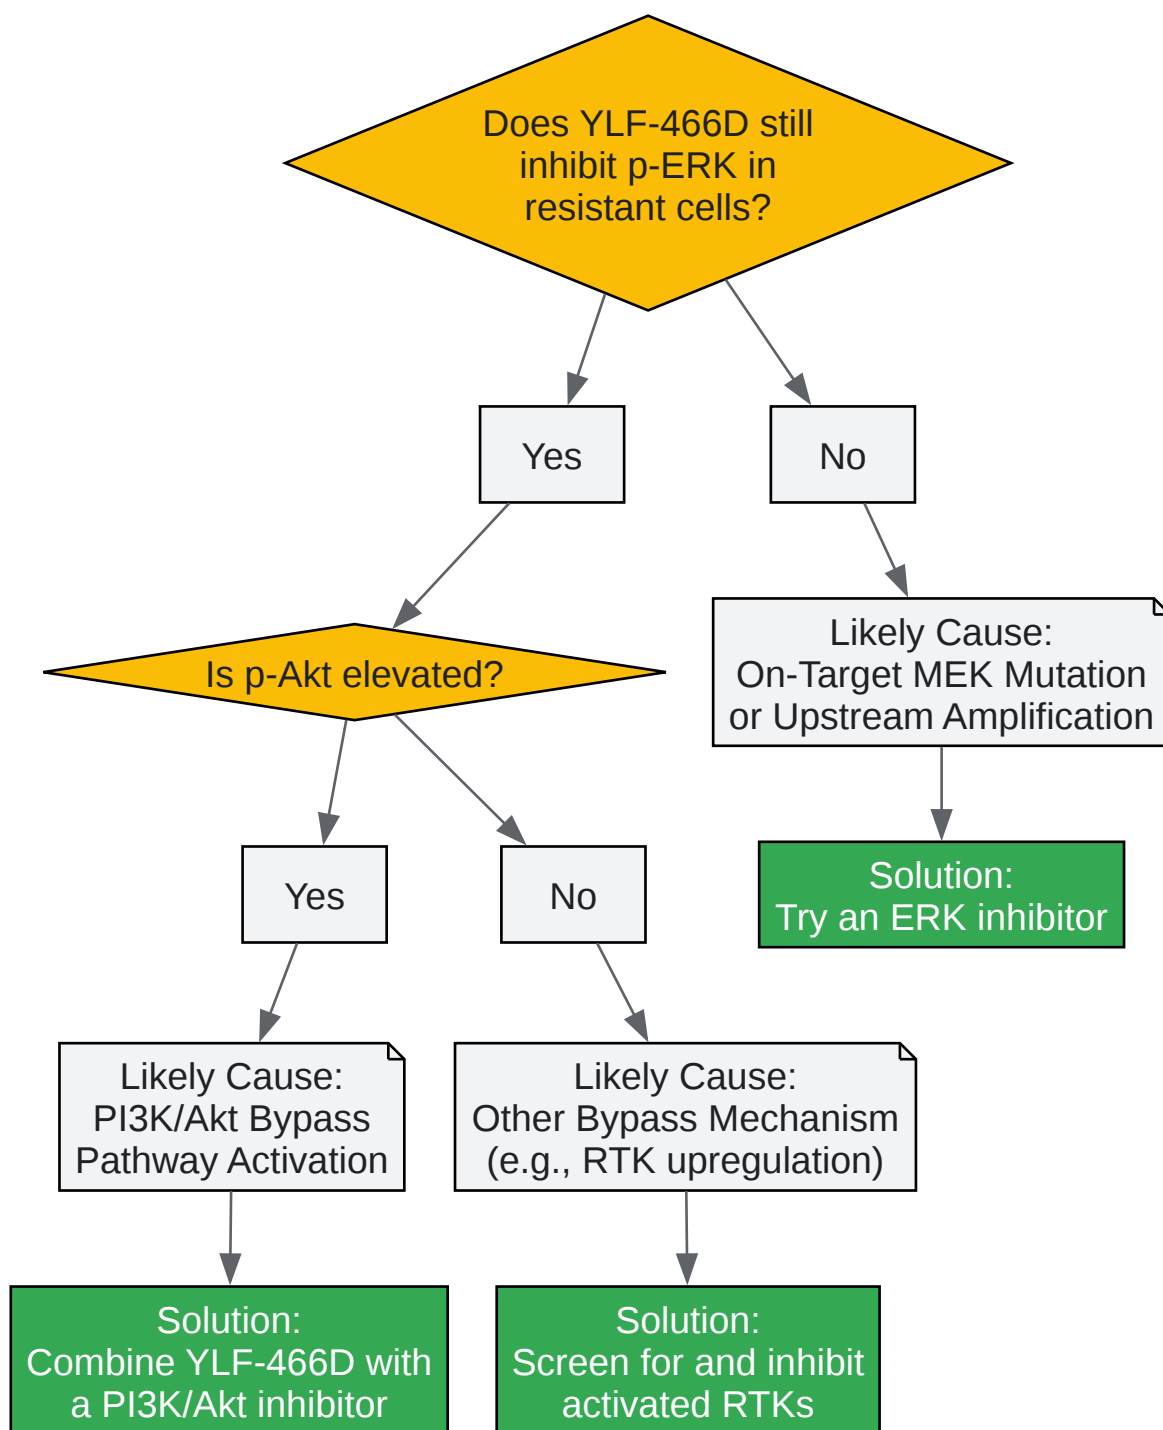 Does YLF-466D still
inhibit p-ERK in
resistant cells?
Yes
No
Likely Cause:
On-Target MEK Mutation
or Upstream Amplification
Is p-Akt elevated?
Solution:
Try an ERK inhibitor
Yes
No
Likely Cause:
PI3K/Akt Bypass
Pathway Activation
Likely Cause:
Other Bypass Mechanism
(e.g., RTK upregulation)
Solution:
Combine YLF-466D with
a PI3K/Akt inhibitor
Solution:
Screen for and inhibit
activated RTKs